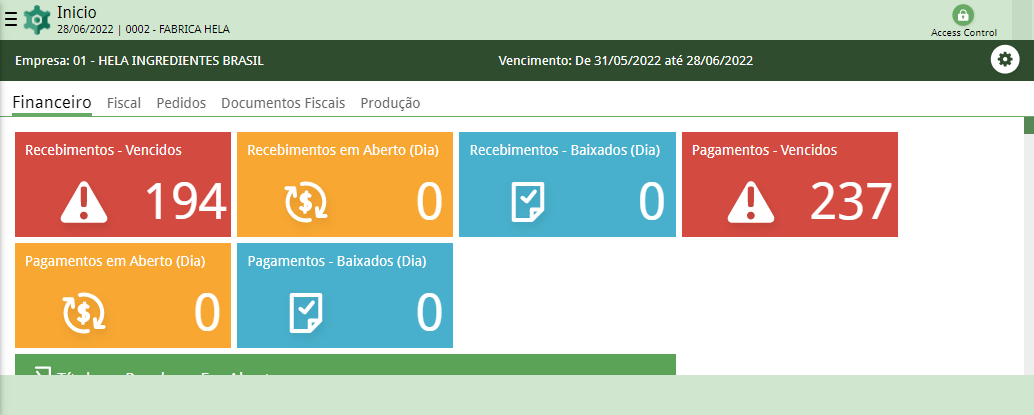 Inicio
28/06/2022 | 0002 - FABRICA HELA
Access Control
Empresa: 01 - HELA INGREDIENTES BRASIL
Vencimento: De 31/05/2022 até 28/06/2022
Financeiro Fiscal Pedidos Documentos Fiscais Produção
Recebimentos - Vencidos
194
Recebimentos em Aberto (Dia)
0
Recebimentos - Baixados (Dia)
0
Pagamentos - Vencidos
237
Pagamentos em Aberto (Dia)
0
Pagamentos - Baixados (Dia)
0